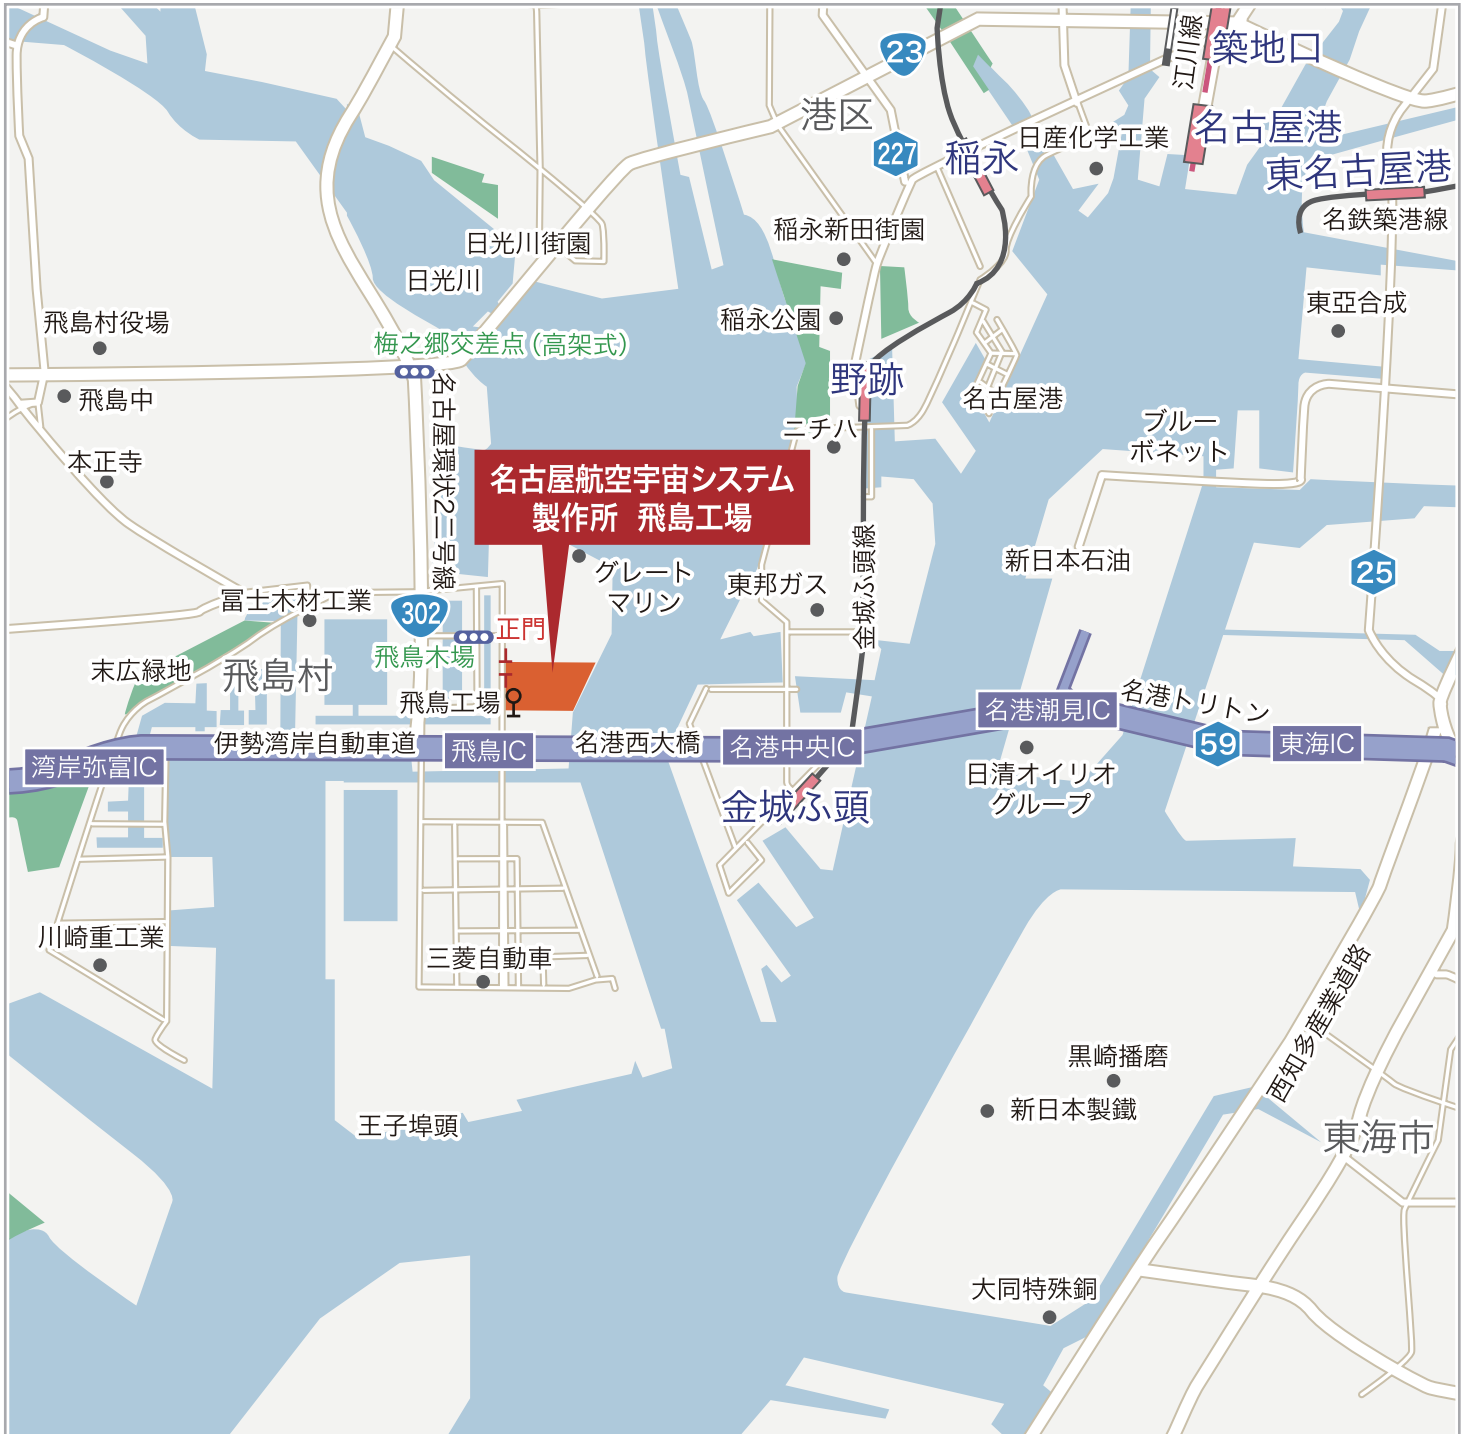 江川線
築地口
23
港区
名古屋港
227
稲永
日産化学工業
東名古屋港
名鉄築港線
日光川街園
稲永新田街園
日光川
飛島村役場
稲永公園
東亞合成
梅之郷交差点(高架式)
飛島中
名古屋環状2号線
野跡
名古屋港
ニチハ
ブルー
ボネット
本正寺
名古屋航空宇宙システム
製作所 飛島工場
金城ふ頭線
グレート
マリン
東邦ガス
新日本石油
25
冨士木材工業
302
正門
飛鳥木場
末広緑地
飛島村
飛鳥工場
名港潮見IC
名港トリトン
59
東海IC
湾岸弥富IC
伊勢湾岸自動車道
飛鳥IC
名港西大橋
名港中央IC
日清オイリオ
グループ
金城ふ頭
川崎重工業
三菱自動車
西知多産業道路
黒崎播磨
新日本製鐵
王子埠頭
東海市
大同特殊銅